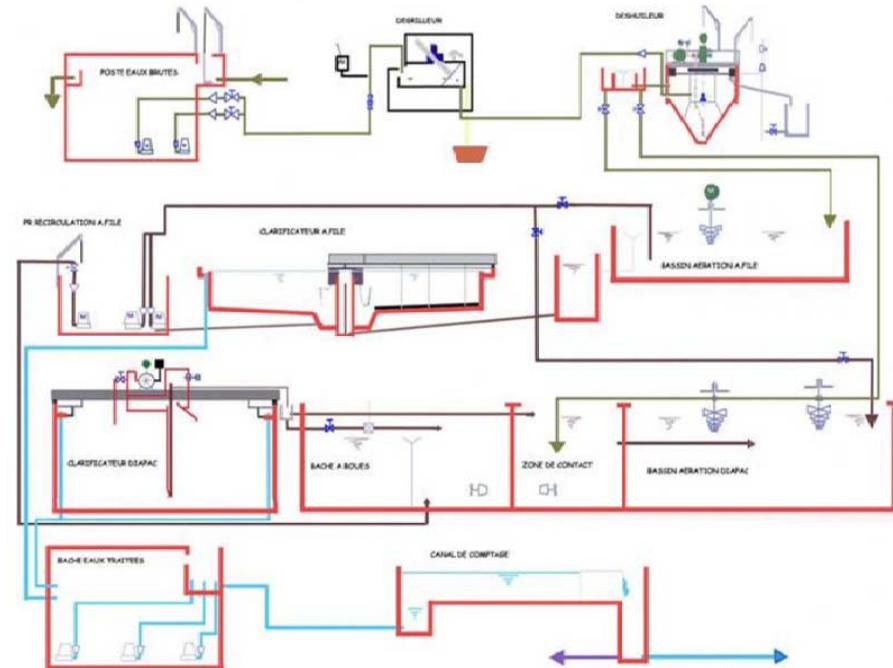 DEGRILLEUR
DESHUILEUR
POSTE EAUX BRUTES
PR RECIRCULATION A.FILE
CLARIFICATEUR A.FILE
BASSIN AERATION A.FILE
CLARIFICATEUR DIAPAC
BACHE A BOUES
ZONE DE CONTACT
BASSIN AERATION DIAPAC
BACHE EAUX TRAITEES
CANAL DE COMPTAGE